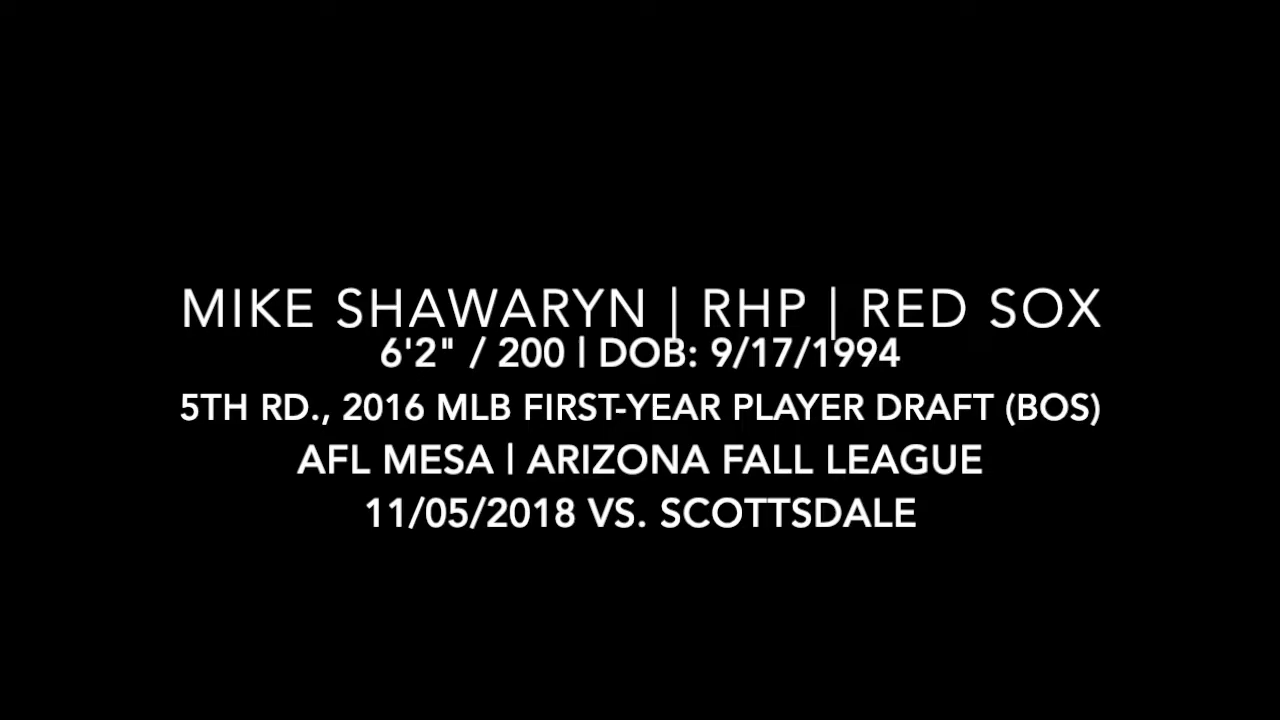 MIKE SHAWARYN | RHP | RED SOX
6'2" / 200 | DOB: 9/17/1994
5TH RD., 2016 MLB FIRST-YEAR PLAYER DRAFT (BOS)
AFL MESA | ARIZONA FALL LEAGUE
11/05/2018 VS. SCOTTSDALE